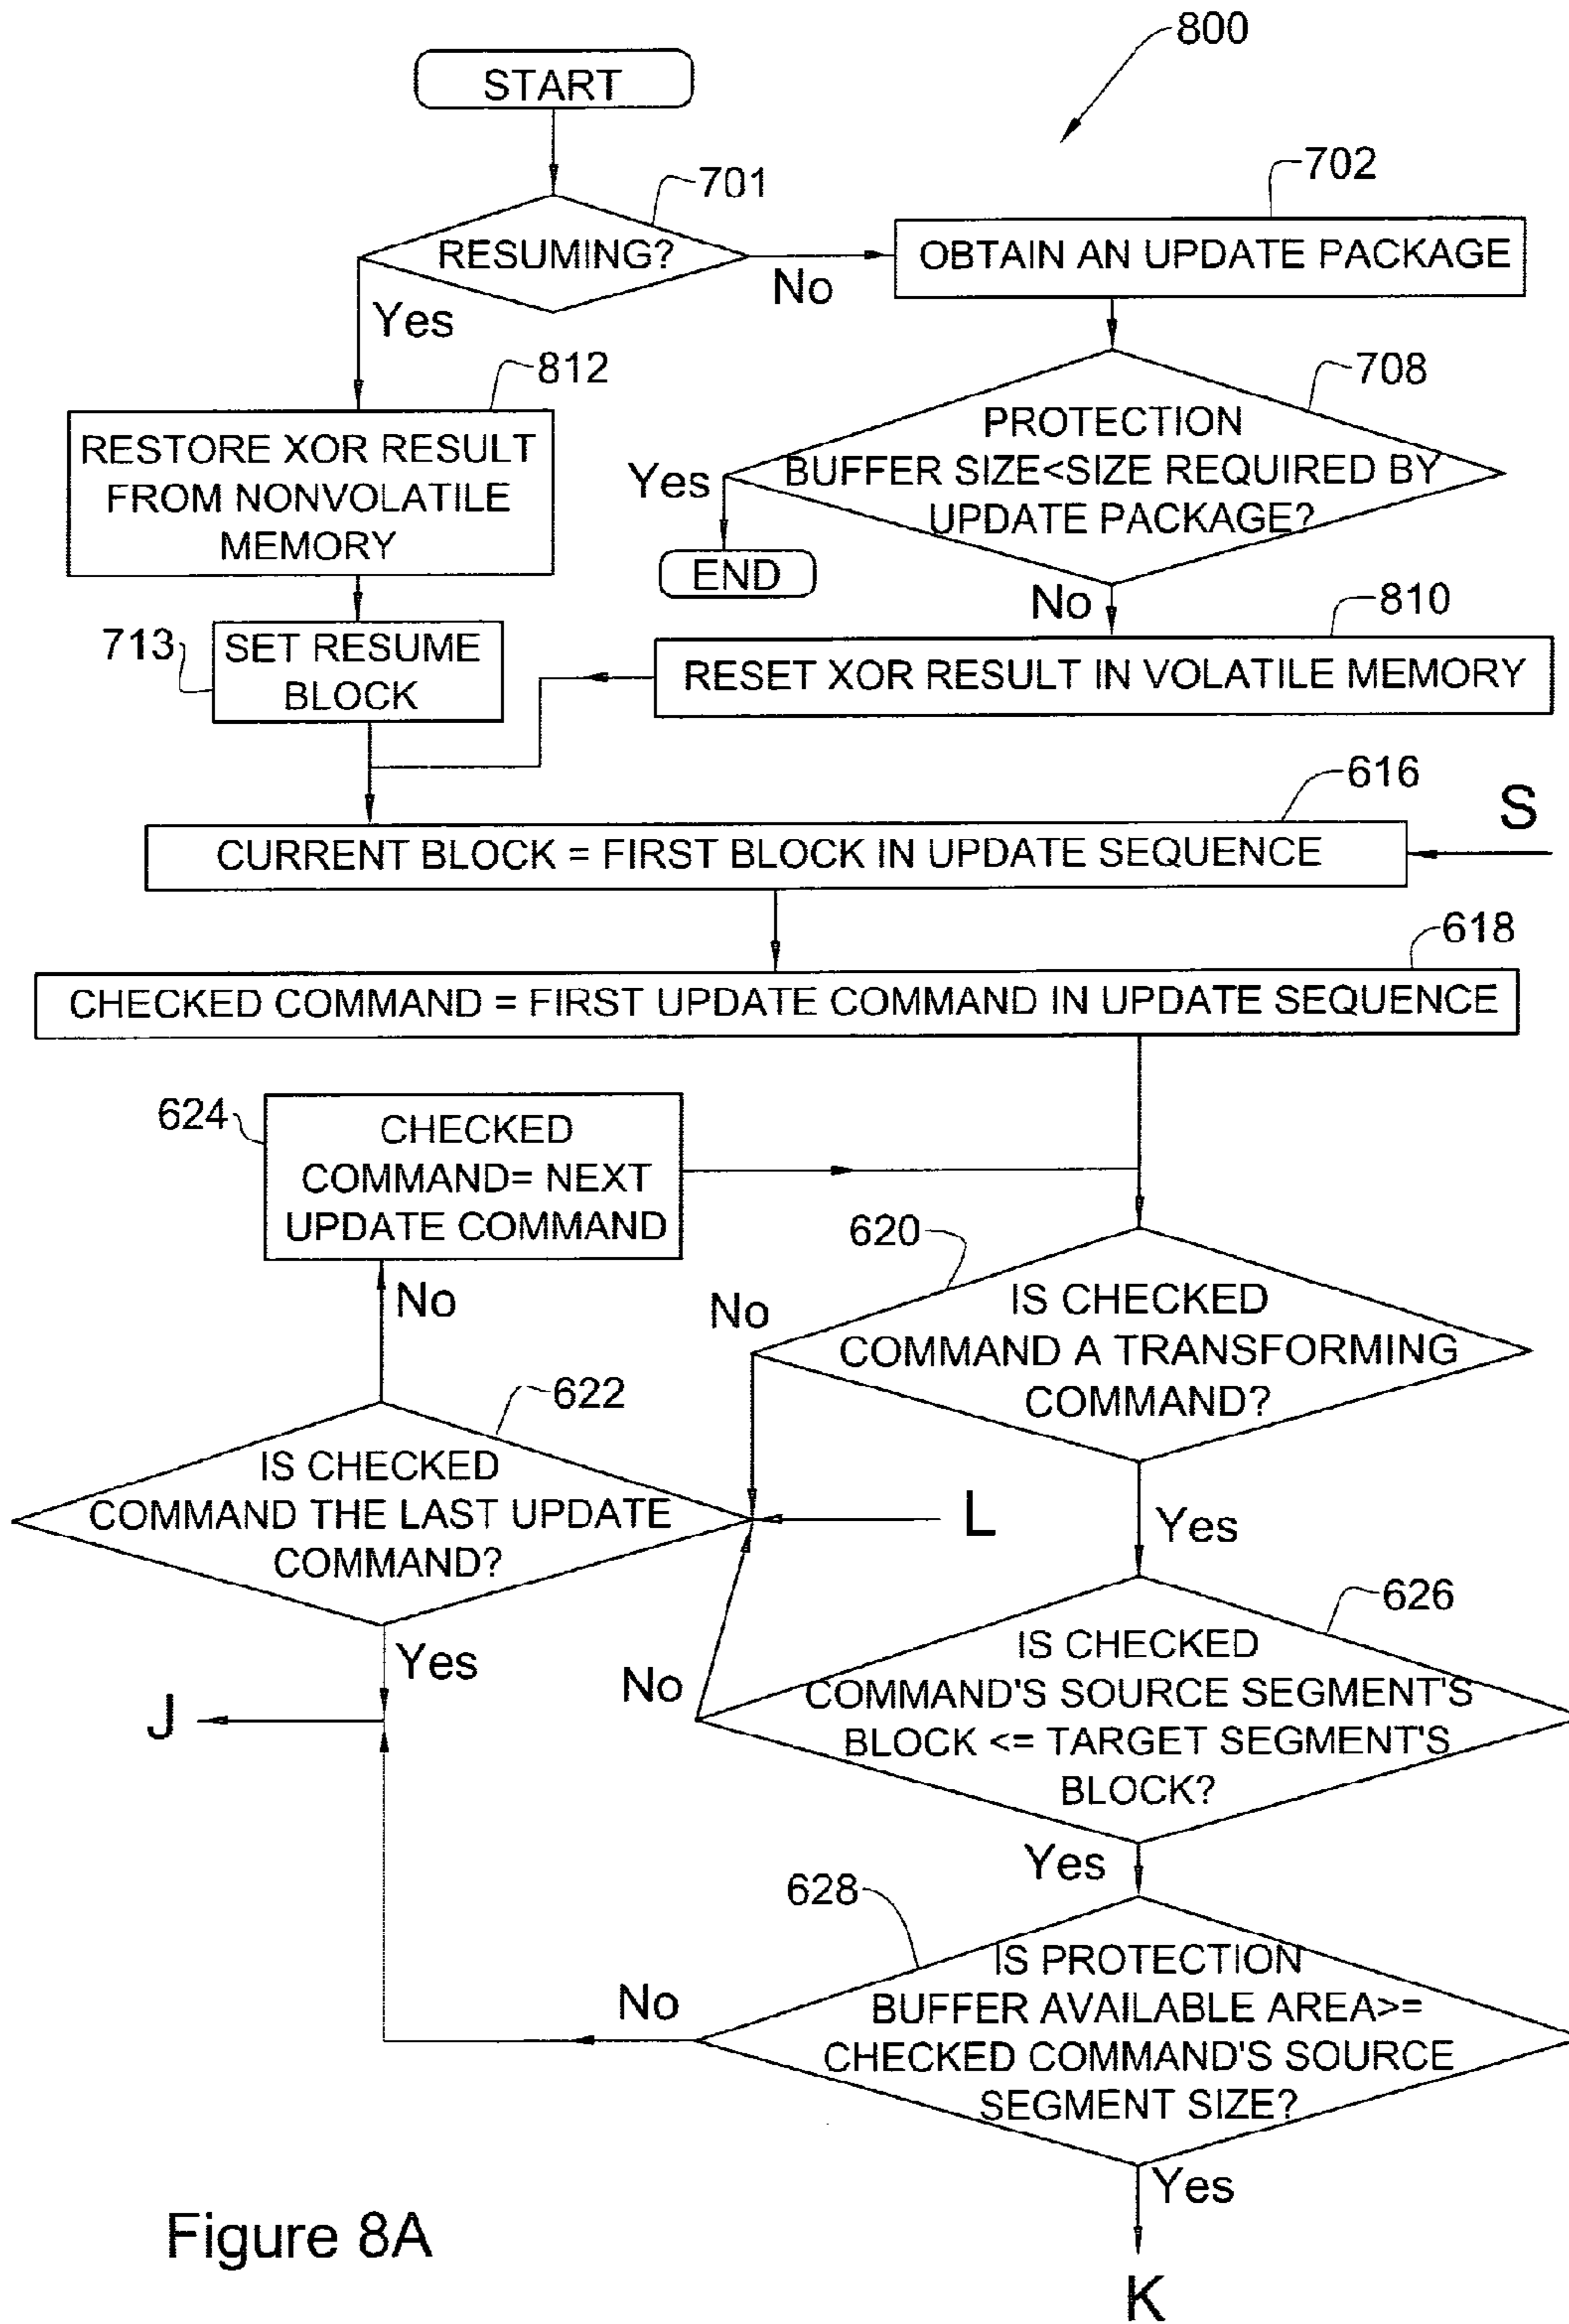 800
START
701
RESUMING?
No
Yes
702
OBTAIN AN UPDATE PACKAGE
812
RESTORE XOR RESULT
FROM NONVOLATILE
MEMORY
708
PROTECTION
BUFFER SIZE<SIZE REQUIRED BY
UPDATE PACKAGE?
Yes
END
No
713
SET RESUME
BLOCK
810
RESET XOR RESULT IN VOLATILE MEMORY
616
S
CURRENT BLOCK = FIRST BLOCK IN UPDATE SEQUENCE
618
CHECKED COMMAND = FIRST UPDATE COMMAND IN UPDATE SEQUENCE
624
CHECKED
COMMAND= NEXT
UPDATE COMMAND
No
620
IS CHECKED
COMMAND A TRANSFORMING
COMMAND?
No
Yes
622
IS CHECKED
COMMAND THE LAST UPDATE
COMMAND?
L
Yes
J
626
IS CHECKED
COMMAND'S SOURCE SEGMENT'S
BLOCK <= TARGET SEGMENT'S
BLOCK?
No
Yes
628
IS PROTECTION
BUFFER AVAILABLE AREA>=
CHECKED COMMAND'S SOURCE
SEGMENT SIZE?
No
Yes
K
Figure 8A